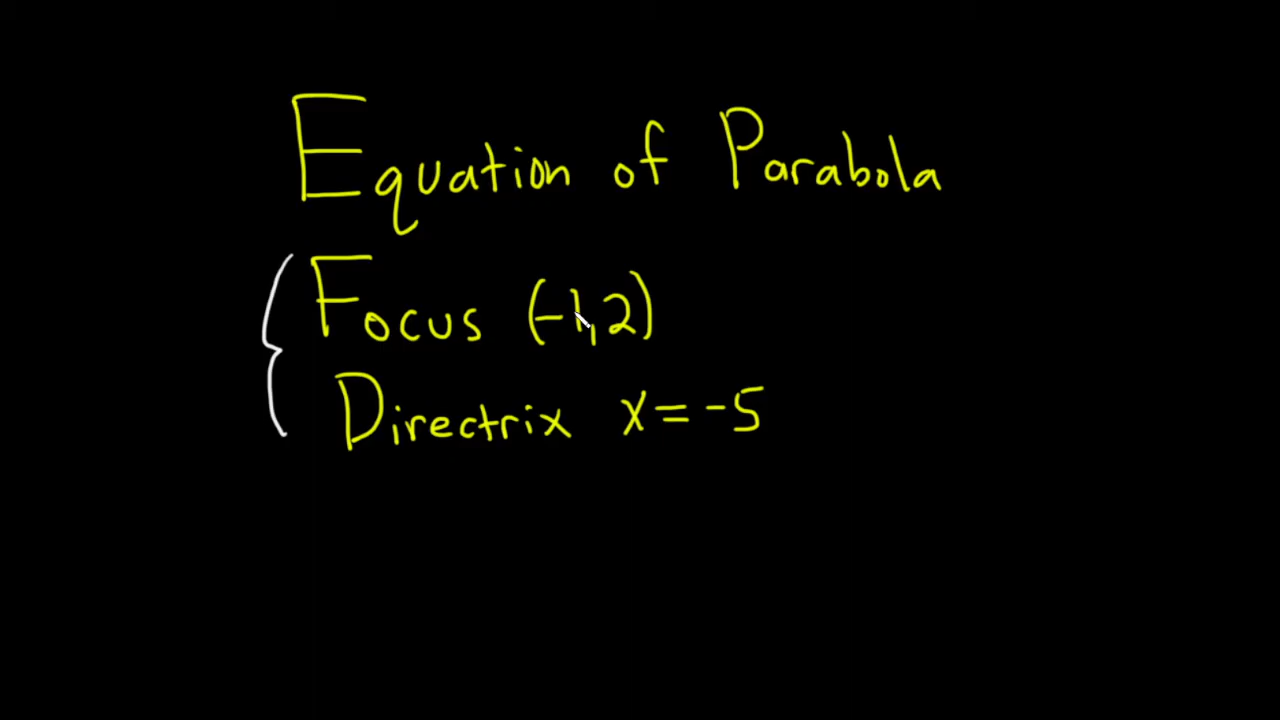 Equation of Parabola
Focus (-1,2)
Directrix x = -5